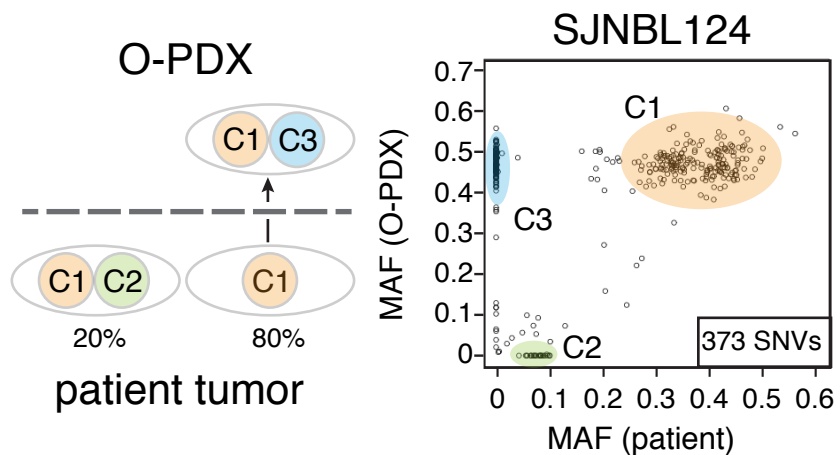 O-PDX
C1 C3
C1 C2
C1
20%
80%
patient tumor
SJNBL124
MAF (O-PDX)
0.7
0.6
0.5
0.4
0.3
0.2
0.1
0
C1
C3
C2
373 SNVs
0 0.1 0.2 0.3 0.4 0.5 0.6
MAF (patient)